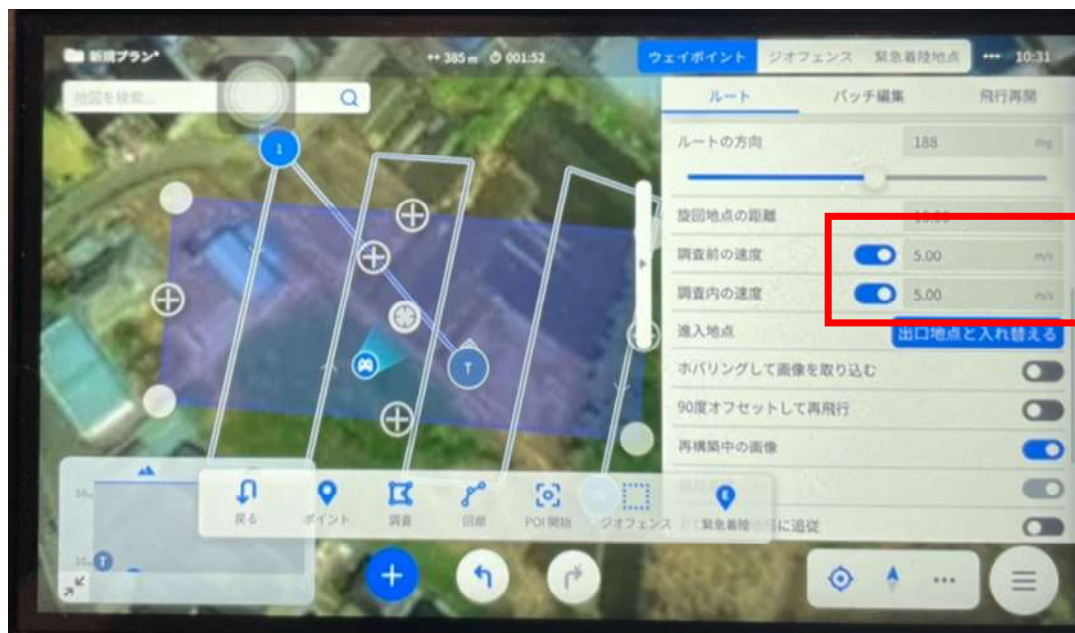 新規プラン*
↔ 385 m 001:52
ウェイポイント ジオフェンス 緊急着陸地点 ••• 10:31
地図を検索...
ルート バッチ編集 飛行再開
ルートの方向 188 deg
旋回地点の距離
調査前の速度 5.00 m/s
調査内の速度 5.00 m/s
進入地点 出口地点と入れ替える
ホバリングして画像を取り込む
90度オフセットして再飛行
再構築中の画像
に追従
1
T
戻る ポイント 調査 回廊 POI 開始 ジオフェンス 緊急着陸
E
T